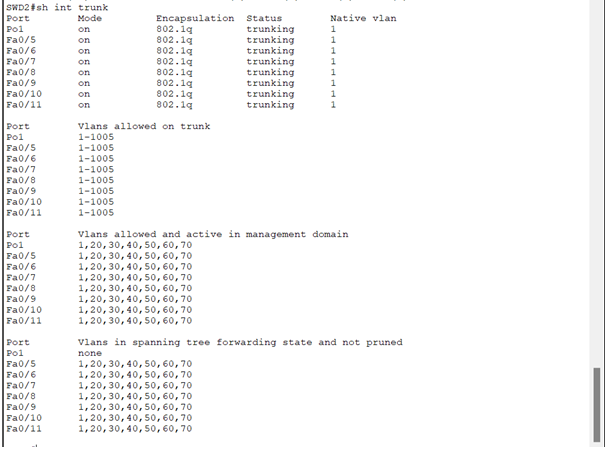 SWD2#sh int trunk
Port Mode Encapsulation Status Native vlan
Po1 on 802.1q trunking 1
Fa0/5 on 802.1q trunking 1
Fa0/6 on 802.1q trunking 1
Fa0/7 on 802.1q trunking 1
Fa0/8 on 802.1q trunking 1
Fa0/9 on 802.1q trunking 1
Fa0/10 on 802.1q trunking 1
Fa0/11 on 802.1q trunking 1
Port Vlans allowed on trunk
Po1 1-1005
Fa0/5 1-1005
Fa0/6 1-1005
Fa0/7 1-1005
Fa0/8 1-1005
Fa0/9 1-1005
Fa0/10 1-1005
Fa0/11 1-1005
Port Vlans allowed and active in management domain
Po1 1,20,30,40,50,60,70
Fa0/5 1,20,30,40,50,60,70
Fa0/6 1,20,30,40,50,60,70
Fa0/7 1,20,30,40,50,60,70
Fa0/8 1,20,30,40,50,60,70
Fa0/9 1,20,30,40,50,60,70
Fa0/10 1,20,30,40,50,60,70
Fa0/11 1,20,30,40,50,60,70
Port Vlans in spanning tree forwarding state and not pruned
Po1 none
Fa0/5 1,20,30,40,50,60,70
Fa0/6 1,20,30,40,50,60,70
Fa0/7 1,20,30,40,50,60,70
Fa0/8 1,20,30,40,50,60,70
Fa0/9 1,20,30,40,50,60,70
Fa0/10 1,20,30,40,50,60,70
Fa0/11 1,20,30,40,50,60,70